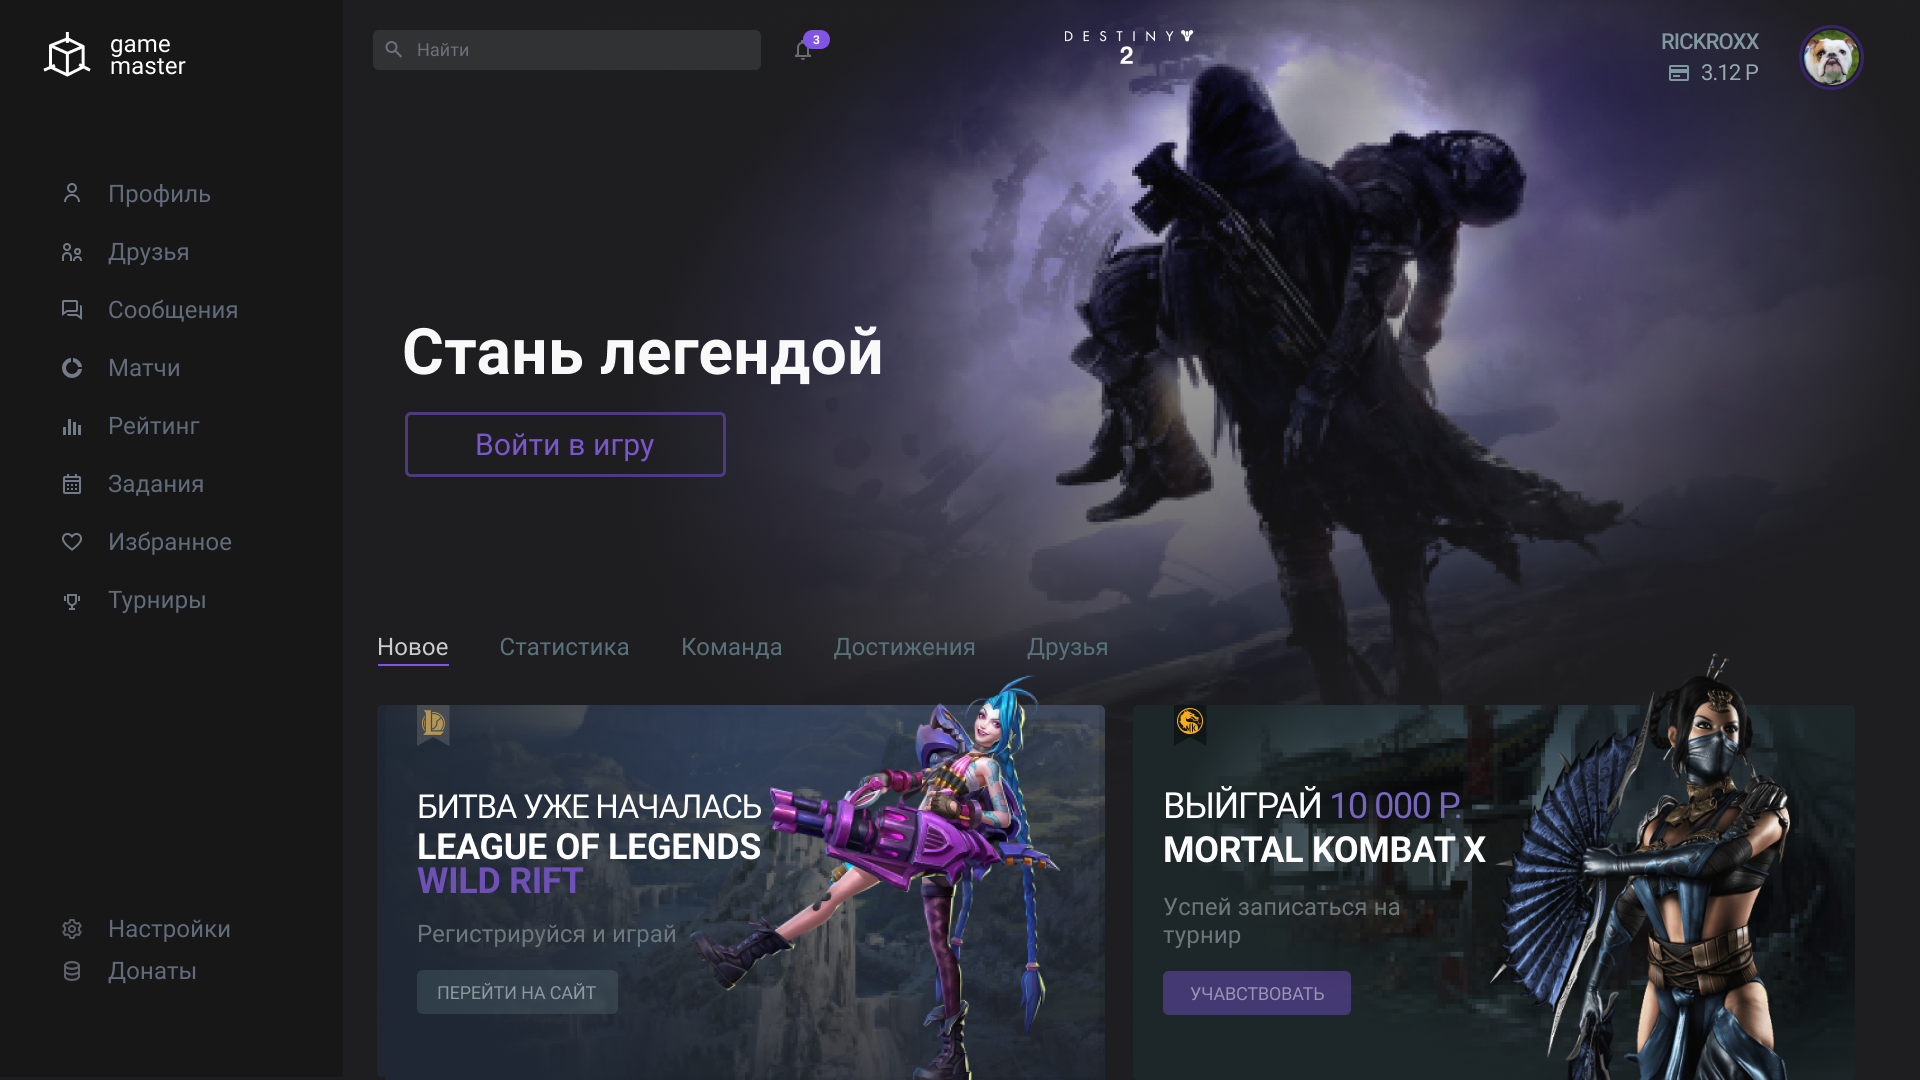 game
master
Найти
3
DESTINY
2
RICKROXX
3.12 Р
Профиль
Друзья
Сообщения
Матчи
Рейтинг
Задания
Избранное
Турниры
Настройки
Донаты
Стань легендой
Войти в игру
Новое
Статистика
Команда
Достижения
Друзья
БИТВА УЖЕ НАЧАЛАСЬ
LEAGUE OF LEGENDS
WILD RIFT
Регистрируйся и играй
ПЕРЕЙТИ НА САЙТ
ВЫЙГРАЙ 10 000 Р.
MORTAL KOMBAT X
Успей записаться на
турнир
УЧАВСТВОВАТЬ